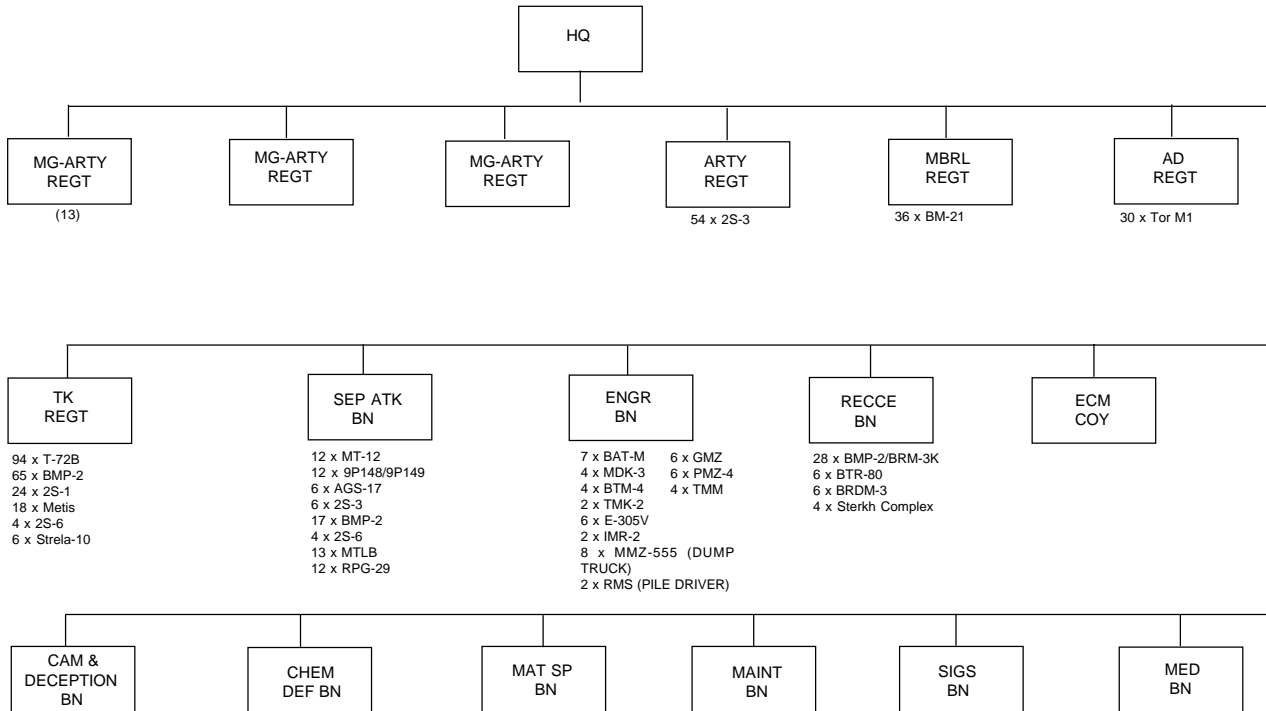 HQ
MG-ARTY
REGT
(13)
MG-ARTY
REGT
MG-ARTY
REGT
ARTY
REGT
54 x 2S-3
MBRL
REGT
36 x BM-21
AD
REGT
30 x Tor M1
TK
REGT
94 x T-72B
65 x BMP-2
24 x 2S-1
18 x Metis
4 x 2S-6
6 x Strela-10
SEP ATK
BN
12 x MT-12
12 x 9P148/9P149
6 x AGS-17
6 x 2S-3
17 x BMP-2
4 x 2S-6
13 x MTLB
12 x RPG-29
ENGR
BN
7 x BAT-M
4 x MDK-3
4 x BTM-4
2 x TMK-2
6 x E-305V
2 x IMR-2
8 x MMZ-555 (DUMP
TRUCK)
2 x RMS (PILE DRIVER)
6 x GMZ
6 x PMZ-4
4 x TMM
RECCE
BN
28 x BMP-2/BRM-3K
6 x BTR-80
6 x BRDM-3
4 x Sterkh Complex
ECM
COY
CAM &
DECEPTION
BN
CHEM
DEF BN
MAT SP
BN
MAINT
BN
SIGS
BN
MED
BN